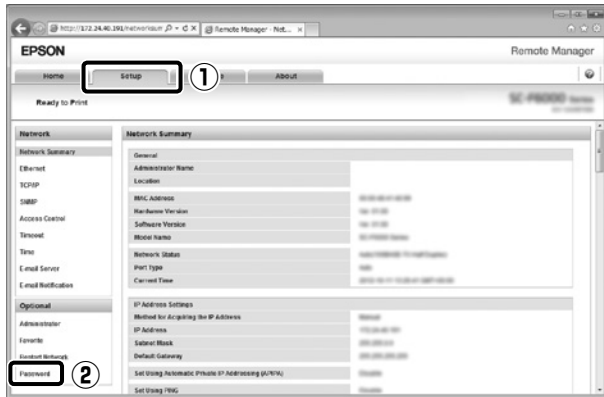 http://172.24.40.191/networksum
Remote Manager - Net...
EPSON
Remote Manager
Home
Setup
①
About
Ready to Print
Network
Network Summary
Ethernet
TCP/IP
SNMP
Access Control
Timeout
Time
E-mail Server
E-mail Notification
Optional
Administrator
Favorite
Restart Network
Password
②
Network Summary
General
Administrator Name
Location
MAC Address
Hardware Version
Software Version
Model Name
Network Status
Port Type
Current Time
IP Address Settings
Method for Acquiring the IP Address
IP Address
Subnet Mask
Default Gateway
Set Using Automatic Private IP Addressing (APIPA)
Set Using PING